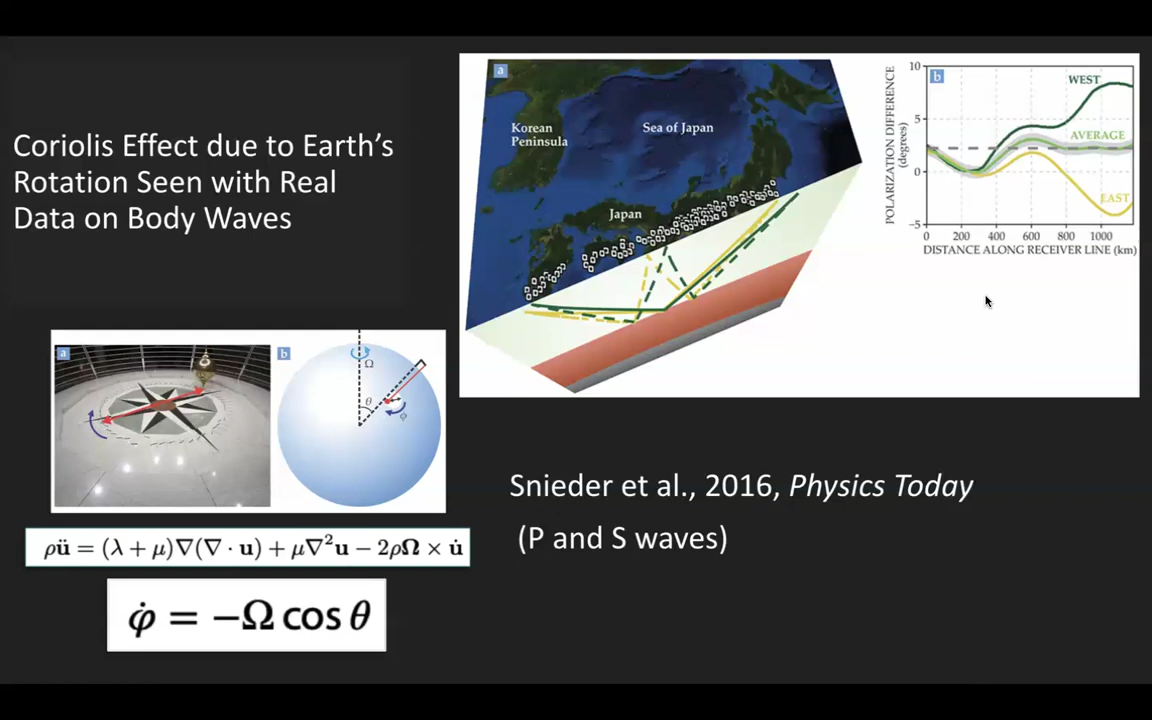 Coriolis Effect due to Earth's
Rotation Seen with Real
Data on Body Waves
a
Korean
Peninsula
Sea of Japan
Japan
b
10
5
0
−5
POLARIZATION DIFFERENCE
(degrees)
WEST
AVERAGE
EAST
0 200 400 600 800 1000
DISTANCE ALONG RECEIVER LINE (km)
a
b
Ω
θ
φ
ρü = (λ + μ)∇(∇ · u) + μ∇²u − 2ρΩ × u̇
φ̇ = −Ω cos θ
Snieder et al., 2016, Physics Today
(P and S waves)